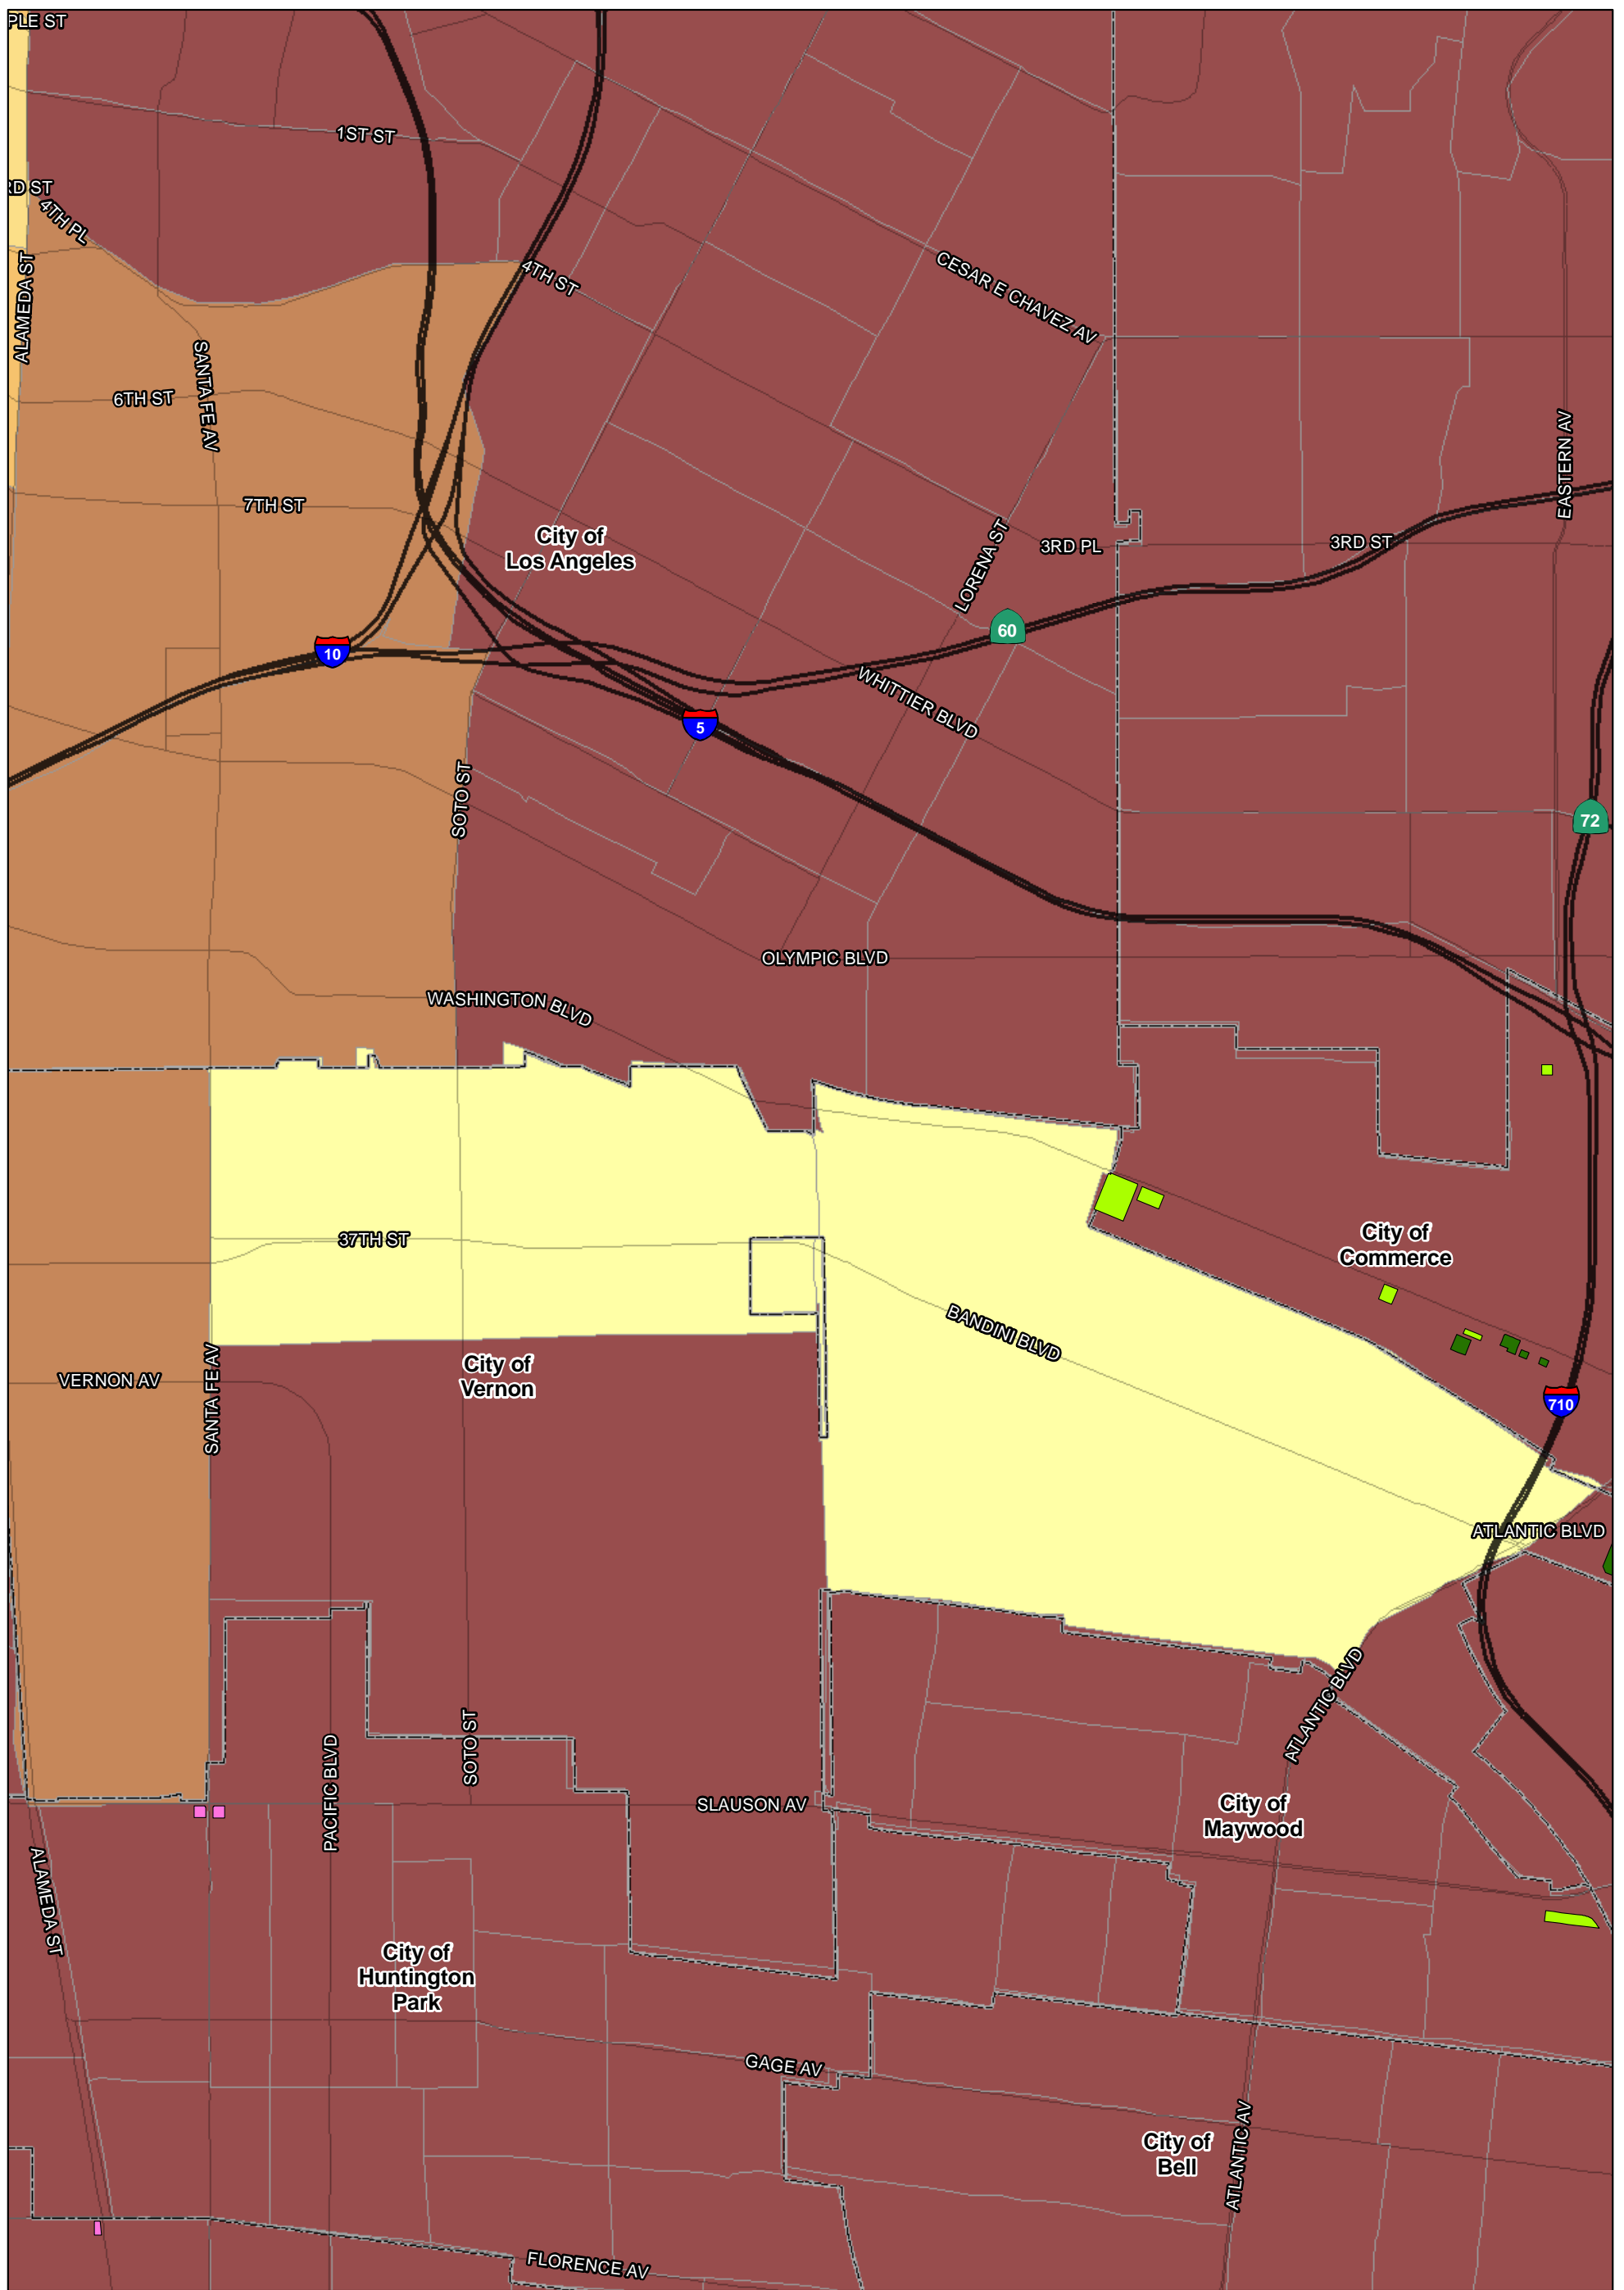 PLE ST
1ST ST
RD ST
4TH PL
ALAMEDA ST
4TH ST
CESAR E CHAVEZ AV
SANTA FE AV
6TH ST
EASTERN AV
7TH ST
City of
Los Angeles
LORENA ST
3RD PL
3RD ST
60
10
WHITTIER BLVD
5
SOTO ST
72
OLYMPIC BLVD
WASHINGTON BLVD
37TH ST
City of
Commerce
BANDINI BLVD
City of
Vernon
VERNON AV
SANTA FE AV
710
ATLANTIC BLVD
ATLANTIC BLVD
SOTO ST
PACIFIC BLVD
SLAUSON AV
City of
Maywood
ALAMEDA ST
City of
Huntington
Park
GAGE AV
City of
Bell
ATLANTIC AV
FLORENCE AV